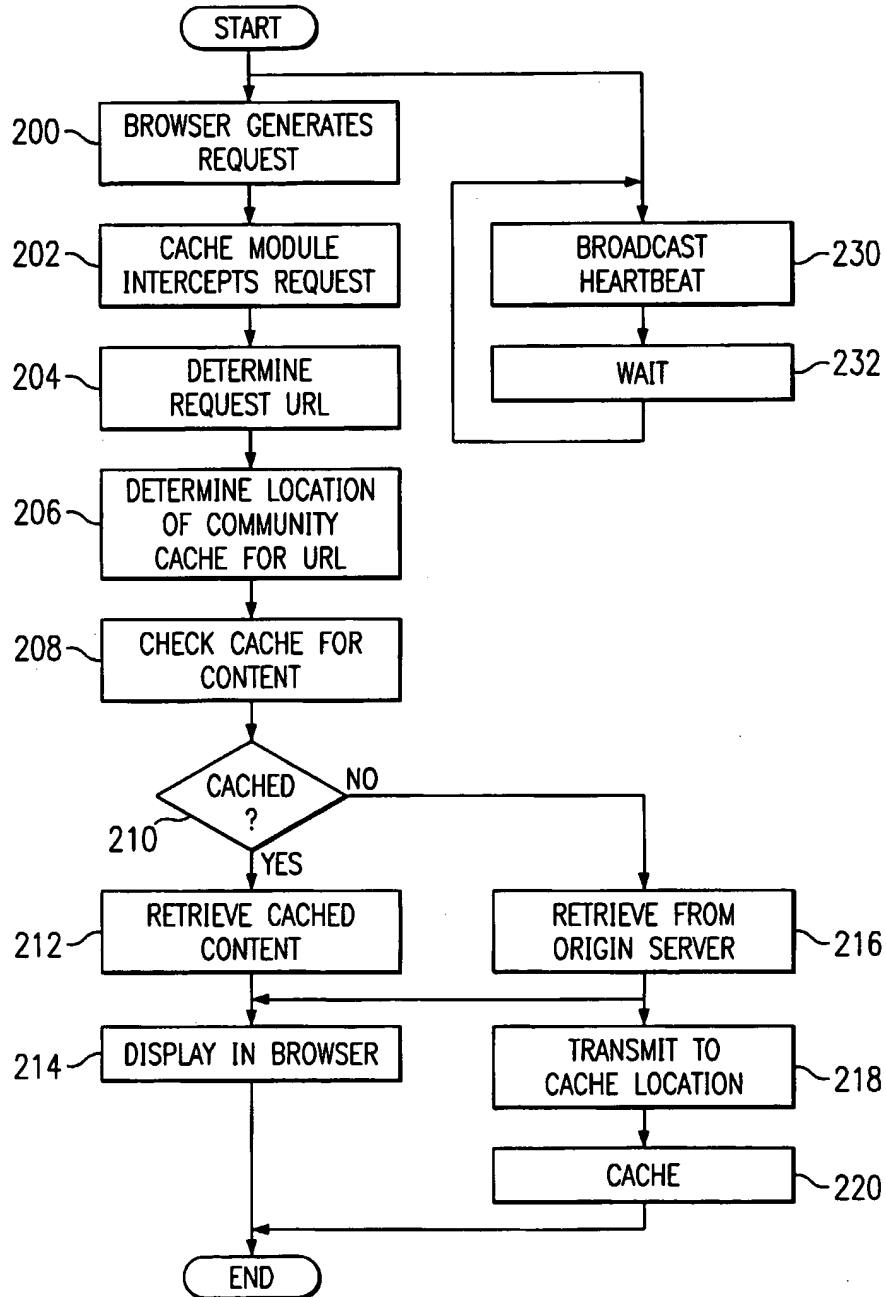 START
200
BROWSER GENERATES
REQUEST
202
CACHE MODULE
INTERCEPTS REQUEST
BROADCAST
HEARTBEAT
230
204
DETERMINE
REQUEST URL
WAIT
232
206
DETERMINE LOCATION
OF COMMUNITY
CACHE FOR URL
208
CHECK CACHE FOR
CONTENT
CACHED
?
NO
210
YES
212
RETRIEVE CACHED
CONTENT
RETRIEVE FROM
ORIGIN SERVER
216
214
DISPLAY IN BROWSER
TRANSMIT TO
CACHE LOCATION
218
CACHE
220
END